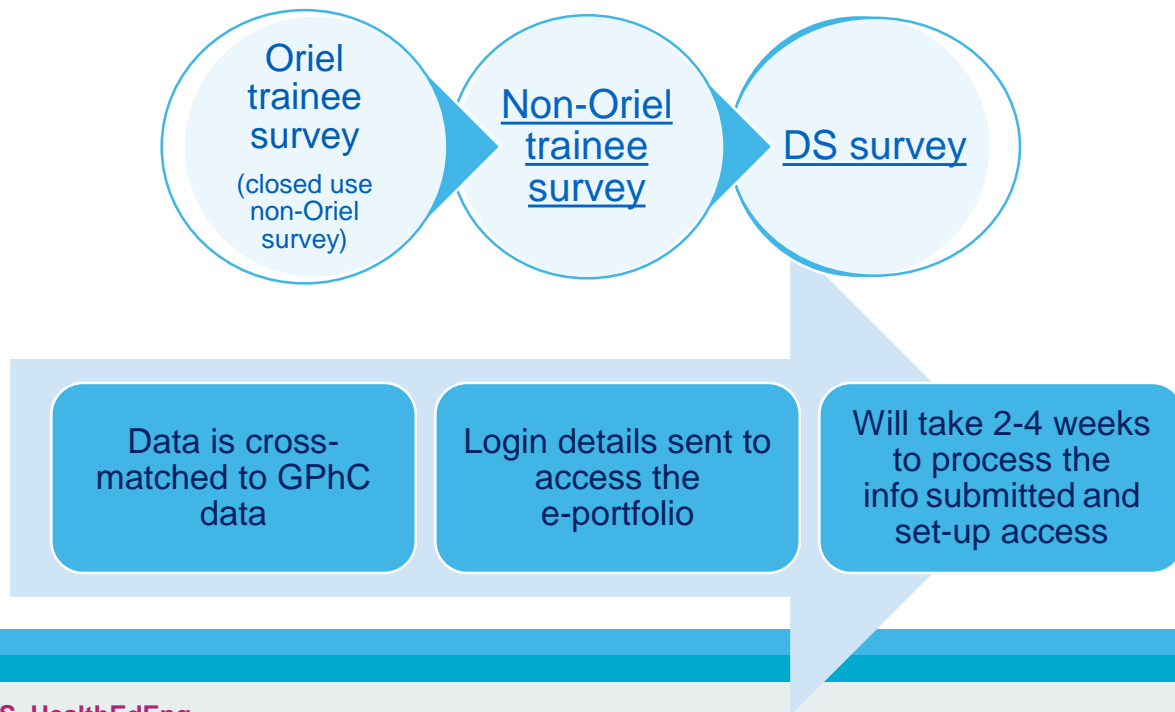 Oriel
trainee
survey
(closed use
non-Oriel
survey)
Non-Oriel
trainee
survey
DS survey
Data is cross-
matched to GPhC
data
Login details sent to
access the
e-portfolio
Will take 2-4 weeks
to process the
info submitted and
set-up access